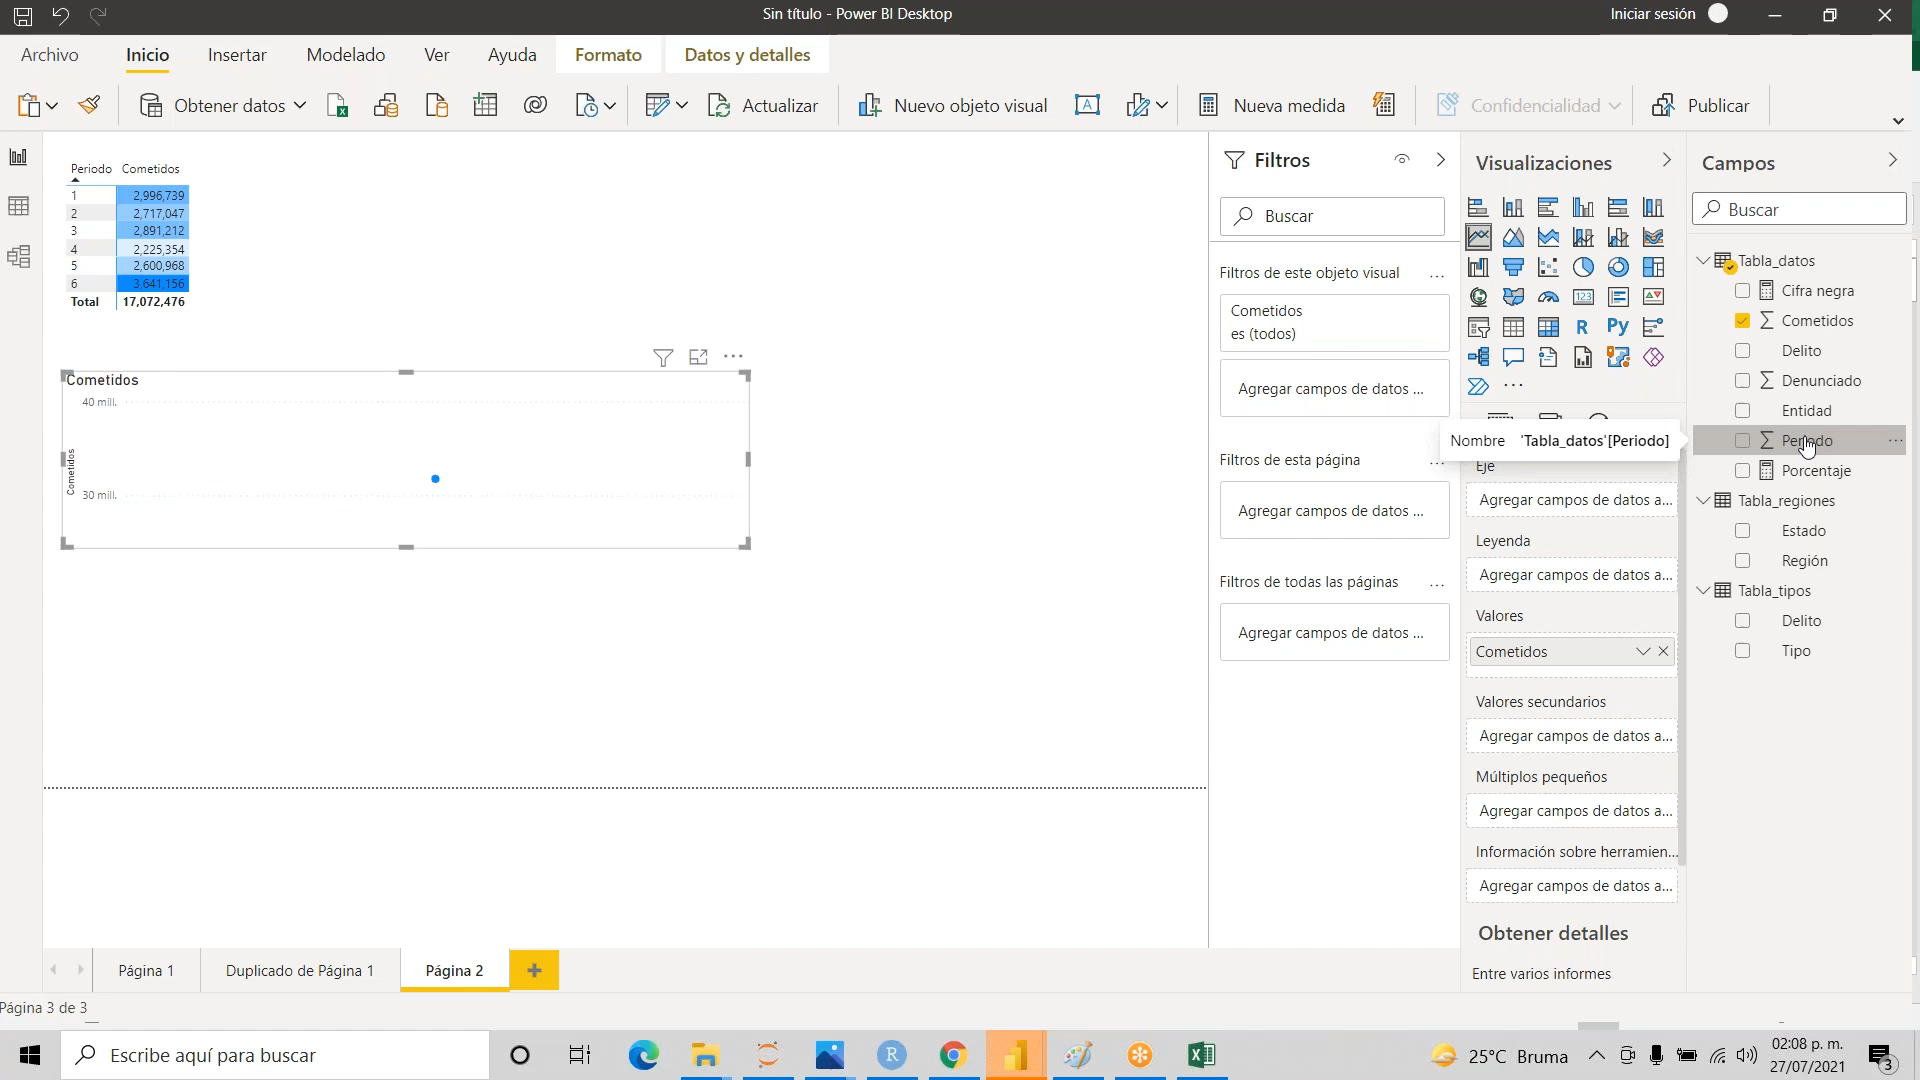 Sin título - Power BI Desktop
Iniciar sesión
Archivo
Inicio
Insertar
Modelado
Ver
Ayuda
Formato
Datos y detalles
Obtener datos
Actualizar
Nuevo objeto visual
Nueva medida
Confidencialidad
Publicar
Periodo Cometidos
1 2,996,739
2 2,717,047
3 2,891,212
4 2,225,354
5 2,600,968
6 3,641,156
Total 17,072,476
Cometidos
40 mill.
Cometidos
30 mill.
Página 1
Duplicado de Página 1
Página 2
Página 3 de 3
Filtros
Buscar
Filtros de este objeto visual
Cometidos
es (todos)
Agregar campos de datos ...
Filtros de esta página
Agregar campos de datos ...
Filtros de todas las páginas
Agregar campos de datos ...
Visualizaciones
R
Py
123
Nombre 'Tabla_datos'[Periodo]
Eje
Agregar campos de datos a...
Leyenda
Agregar campos de datos a...
Valores
Cometidos
Valores secundarios
Agregar campos de datos a...
Múltiplos pequeños
Agregar campos de datos a...
Información sobre herramien...
Agregar campos de datos a...
Obtener detalles
Entre varios informes
Campos
Buscar
Tabla_datos
Cifra negra
Cometidos
Delito
Denunciado
Entidad
Periodo
Porcentaje
Tabla_regiones
Estado
Región
Tabla_tipos
Delito
Tipo
Escribe aquí para buscar
R
25°C Bruma
02:08 p. m.
27/07/2021
3